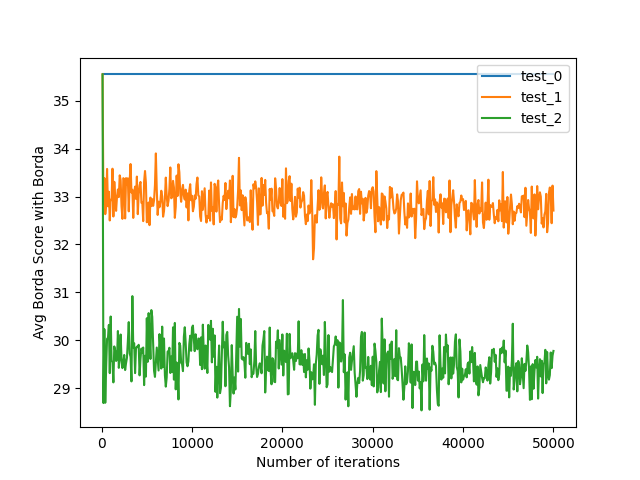 test_0
test_1
test_2
35
34
33
32
31
30
29
Avg Borda Score with Borda
0 10000 20000 30000 40000 50000
Number of iterations